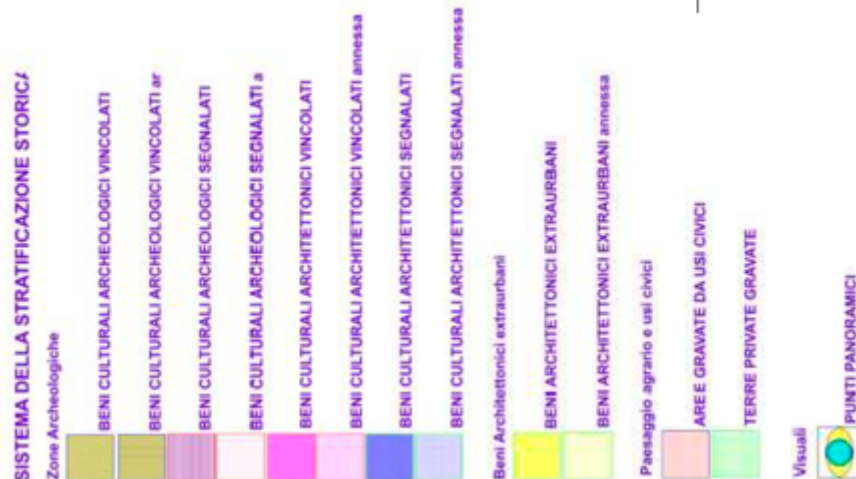 SISTEMA DELLA STRATIFICAZIONE STORICA
Zone Archeologiche
BENI CULTURALI ARCHEOLOGICI VINCOLATI
BENI CULTURALI ARCHEOLOGICI VINCOLATI ar
BENI CULTURALI ARCHEOLOGICI SEGNALATI
BENI CULTURALI ARCHEOLOGICI SEGNALATI a
BENI CULTURALI ARCHITETTONICI VINCOLATI
BENI CULTURALI ARCHITETTONICI VINCOLATI annessa
BENI CULTURALI ARCHITETTONICI SEGNALATI
BENI CULTURALI ARCHITETTONICI SEGNALATI annessa
Beni Architettonici extraurbani
BENI ARCHITETTONICI EXTRAURBANI
BENI ARCHITETTONICI EXTRAURBANI annessa
Paesaggio agrario e usi civici
AREE GRAVATE DA USI CIVICI
TERRE PRIVATE GRAVATE
Visuali
PUNTI PANORAMICI